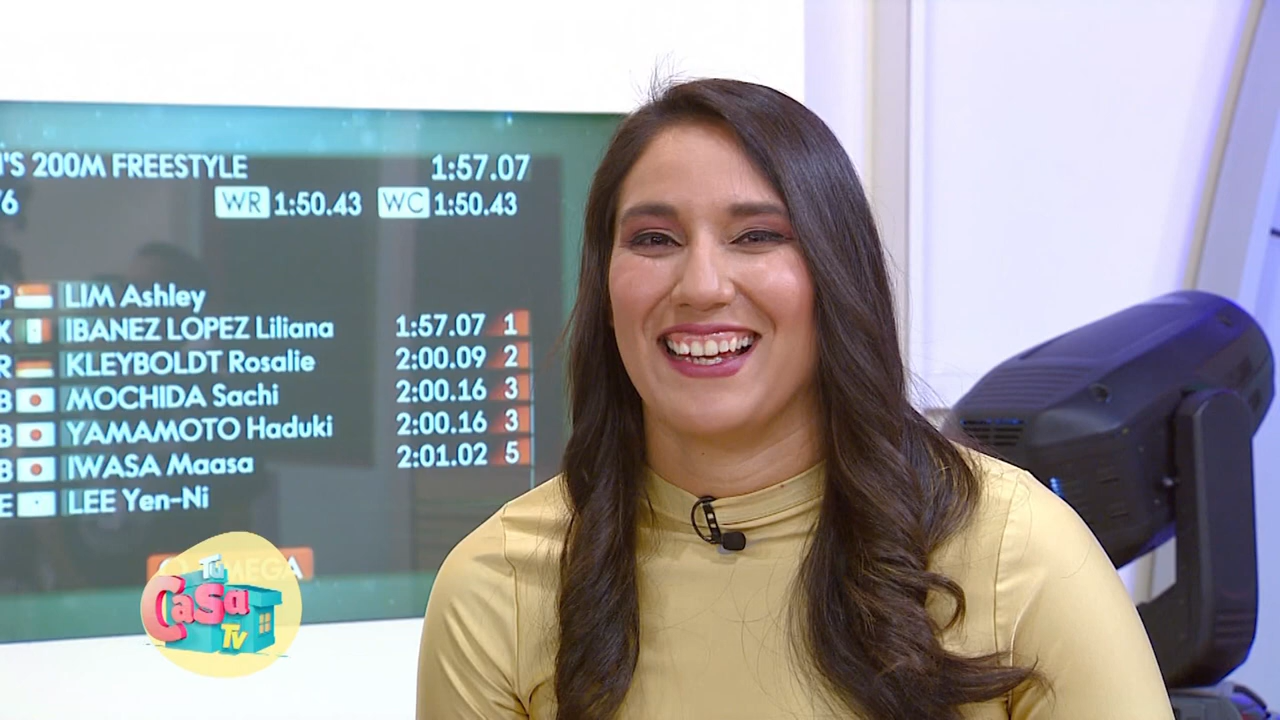 'S 200M FREESTYLE 1:57.07
WR 1:50.43 WC 1:50.43
LIM Ashley
IBANEZ LOPEZ Liliana 1:57.07 1
KLEYBOLDT Rosalie 2:00.09 2
MOCHIDA Sachi 2:00.16 3
YAMAMOTO Haduki 2:00.16 3
IWASA Maasa 2:01.02 5
LEE Yen-Ni
OMEGA
Tu
CaSa
Tv